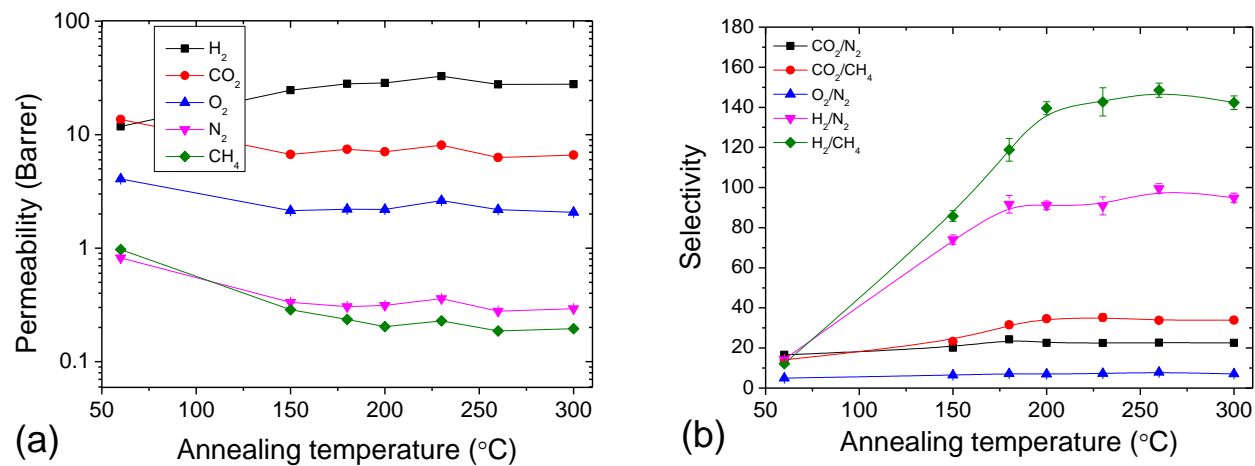 100
10
1
0.1
Permeability (Barrer)
H₂
CO₂
O₂
N₂
CH₄
50 100 150 200 250 300
Annealing temperature (°C)
(a)
180
160
140
120
100
80
60
40
20
0
Selectivity
CO₂/N₂
CO₂/CH₄
O₂/N₂
H₂/N₂
H₂/CH₄
50 100 150 200 250 300
Annealing temperature (°C)
(b)